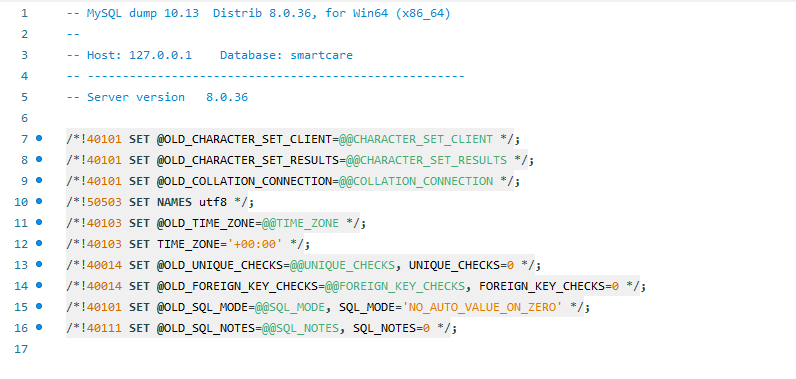 1 -- MySQL dump 10.13  Distrib 8.0.36, for Win64 (x86_64)
2 --
3 -- Host: 127.0.0.1    Database: smartcare
4 -- ------------------------------------------------------
5 -- Server version   8.0.36
6
7 /*!40101 SET @OLD_CHARACTER_SET_CLIENT=@@CHARACTER_SET_CLIENT */;
8 /*!40101 SET @OLD_CHARACTER_SET_RESULTS=@@CHARACTER_SET_RESULTS */;
9 /*!40101 SET @OLD_COLLATION_CONNECTION=@@COLLATION_CONNECTION */;
10 /*!50503 SET NAMES utf8 */;
11 /*!40103 SET @OLD_TIME_ZONE=@@TIME_ZONE */;
12 /*!40103 SET TIME_ZONE='+00:00' */;
13 /*!40014 SET @OLD_UNIQUE_CHECKS=@@UNIQUE_CHECKS, UNIQUE_CHECKS=0 */;
14 /*!40014 SET @OLD_FOREIGN_KEY_CHECKS=@@FOREIGN_KEY_CHECKS, FOREIGN_KEY_CHECKS=0 */;
15 /*!40101 SET @OLD_SQL_MODE=@@SQL_MODE, SQL_MODE='NO_AUTO_VALUE_ON_ZERO' */;
16 /*!40111 SET @OLD_SQL_NOTES=@@SQL_NOTES, SQL_NOTES=0 */;
17